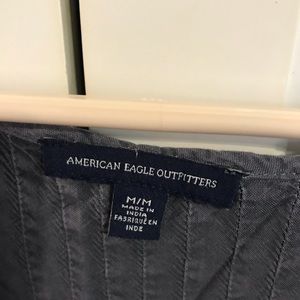 AMERICAN EAGLE OUTFITTERS
M/M
MADE IN
INDIA
FABRIQUÉ EN
INDE